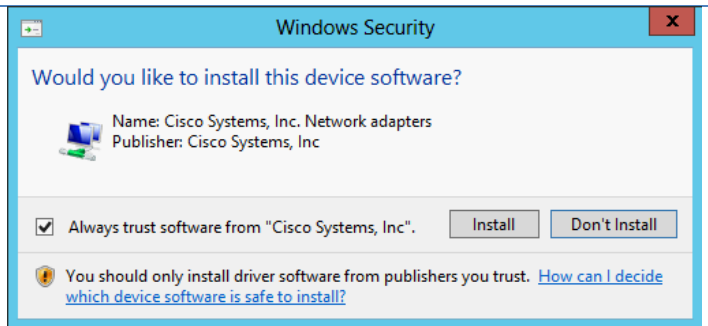 Windows Security
x
Would you like to install this device software?
Name: Cisco Systems, Inc. Network adapters
Publisher: Cisco Systems, Inc
Always trust software from "Cisco Systems, Inc".
Install
Don't Install
You should only install driver software from publishers you trust. How can I decide
which device software is safe to install?